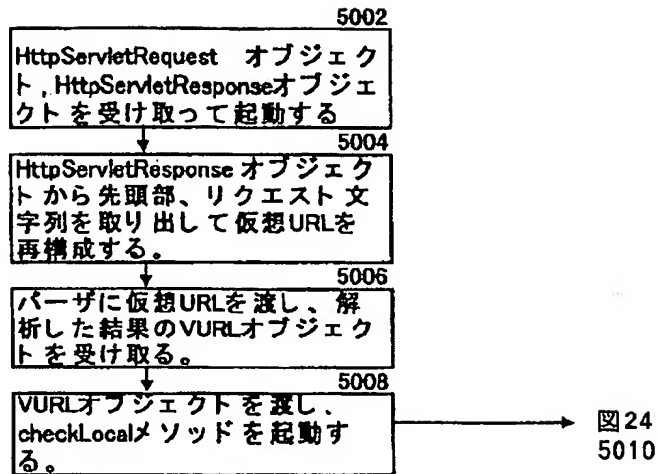 5002
HttpServletRequest オブジェク
ト,HttpServletResponseオブジェ
クトを受け取って起動する
5004
HttpServletResponse オブジェク
トから先頭部、リクエスト文
字列を取り出して仮想URLを
再構成する。
5006
パーザに仮想URLを渡し、解
析した結果のVURLオブジェク
トを受け取る。
5008
VURLオブジェクトを渡し、
checkLocalメソッドを起動す
る。
図24
5010